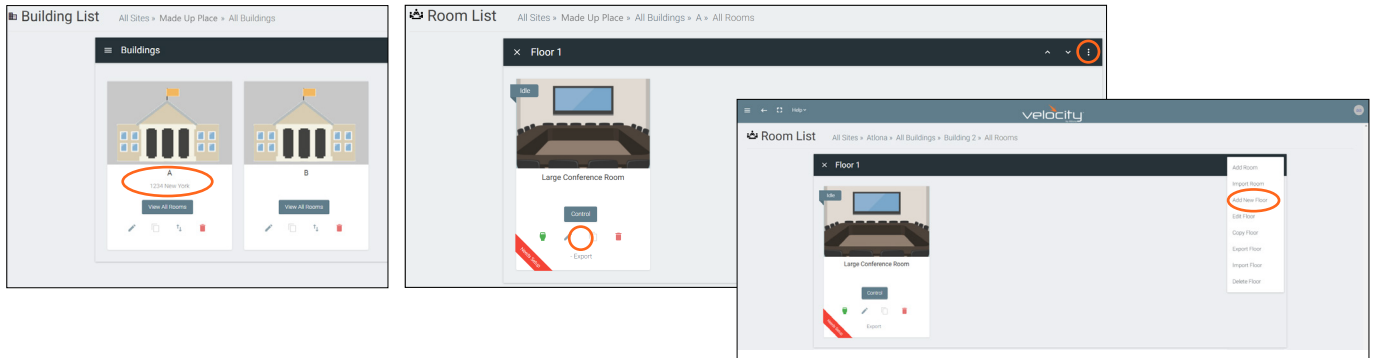 Building List All Sites » Made Up Place » All Buildings
Buildings
A
1234 New York
View All Rooms
B
View All Rooms
Room List All Sites » Made Up Place » All Buildings » A » All Rooms
Floor 1
Idle
Large Conference Room
Control
Needs Setup
- Export
Help
velocity
Room List All Sites » Atlona » All Buildings » Building 2 » All Rooms
Floor 1
Idle
Large Conference Room
Control
Needs Setup
Export
Add Room
Import Room
Add New Floor
Edit Floor
Copy Floor
Export Floor
Import Floor
Delete Floor